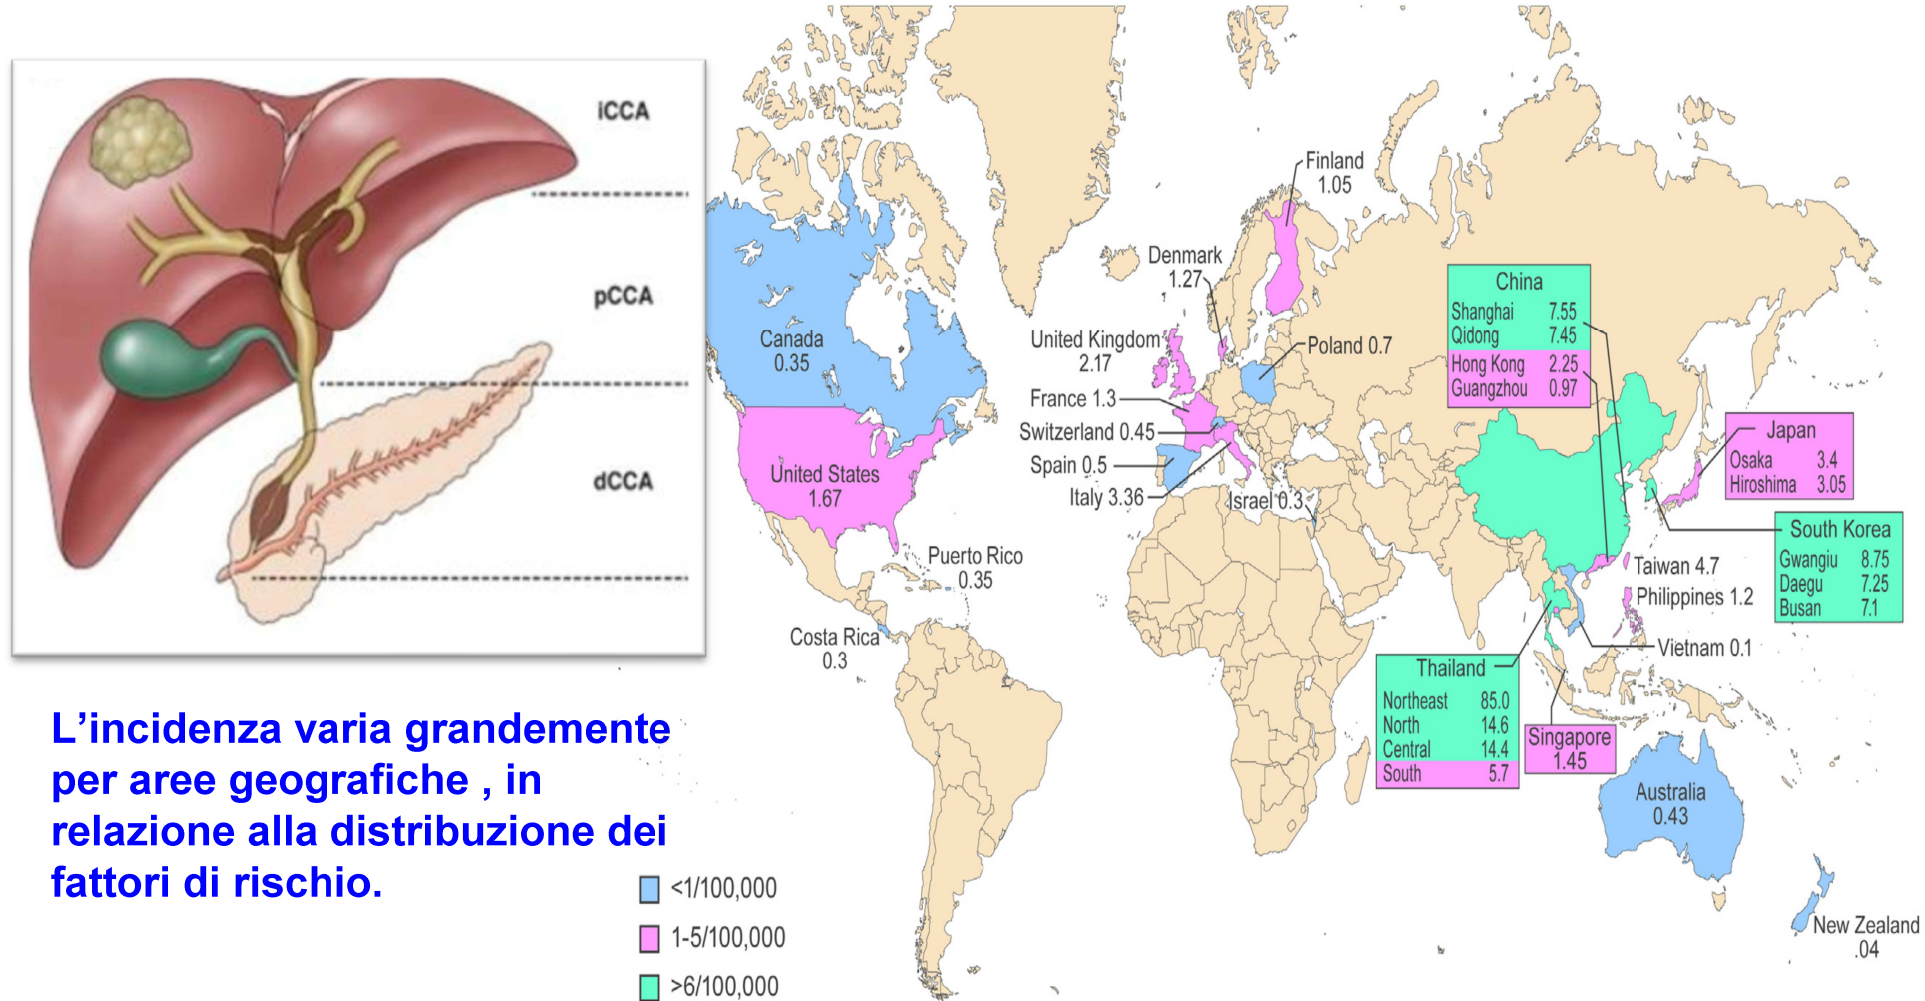 iCCA
pCCA
dCCA
L’incidenza varia grandemente
per aree geografiche , in
relazione alla distribuzione dei
fattori di rischio.
<1/100,000
1-5/100,000
>6/100,000
Canada
0.35
United States
1.67
Puerto Rico
0.35
Costa Rica
0.3
Finland
1.05
Denmark
1.27
United Kingdom
2.17
France 1.3
Switzerland 0.45
Spain 0.5
Italy 3.36
Israel 0.3
Poland 0.7
China
Shanghai 7.55
Qidong 7.45
Hong Kong 2.25
Guangzhou 0.97
Japan
Osaka 3.4
Hiroshima 3.05
South Korea
Gwangiu 8.75
Daegu 7.25
Busan 7.1
Taiwan 4.7
Philippines 1.2
Vietnam 0.1
Thailand
Northeast 85.0
North 14.6
Central 14.4
South 5.7
Singapore
1.45
Australia
0.43
New Zealand
.04